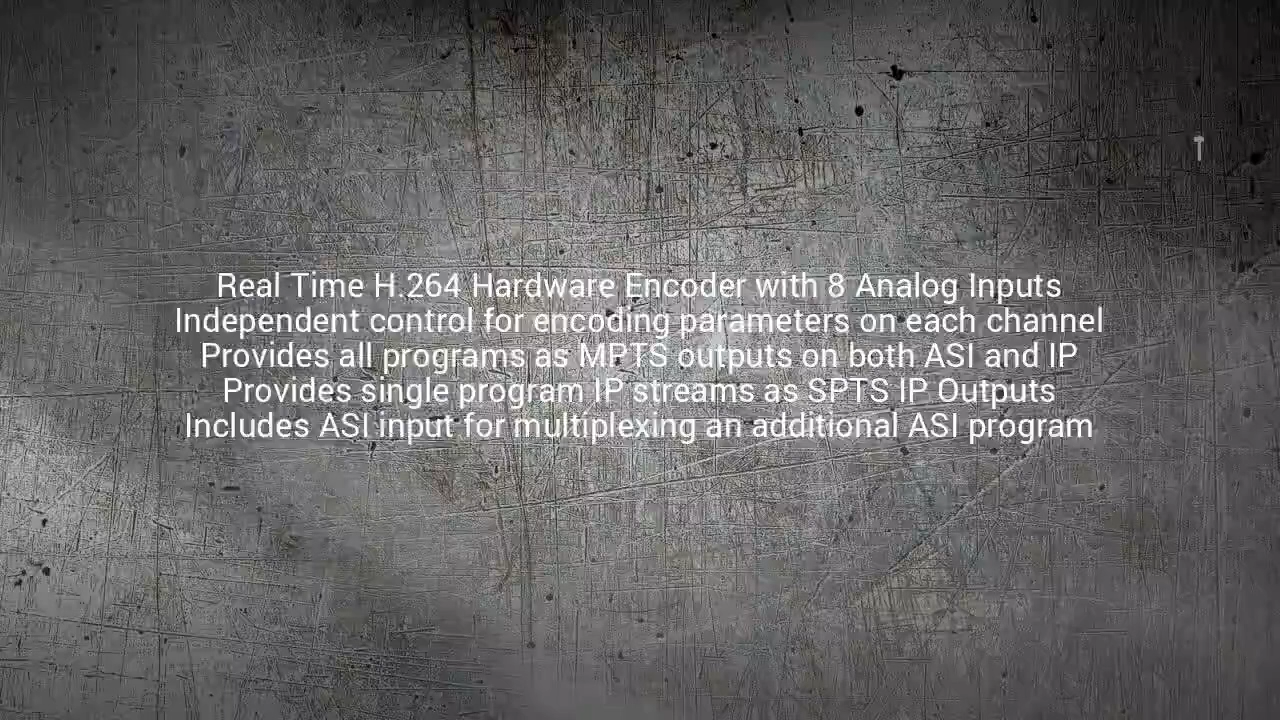 Real Time H.264 Hardware Encoder with 8 Analog Inputs
Independent control for encoding parameters on each channel
Provides all programs as MPTS outputs on both ASI and IP
Provides single program IP streams as SPTS IP Outputs
Includes ASI input for multiplexing an additional ASI program